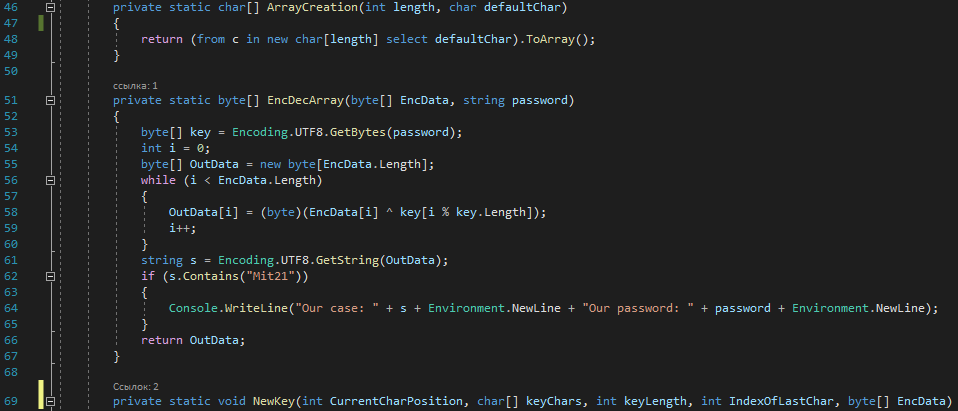 46 private static char[] ArrayCreation(int length, char defaultChar)
47 {
48 return (from c in new char[length] select defaultChar).ToArray();
49 }
50
ссылка: 1
51 private static byte[] EncDecArray(byte[] EncData, string password)
52 {
53 byte[] key = Encoding.UTF8.GetBytes(password);
54 int i = 0;
55 byte[] OutData = new byte[EncData.Length];
56 while (i < EncData.Length)
57 {
58 OutData[i] = (byte)(EncData[i] ^ key[i % key.Length]);
59 i++;
60 }
61 string s = Encoding.UTF8.GetString(OutData);
62 if (s.Contains("Mit21"))
63 {
64 Console.WriteLine("Our case: " + s + Environment.NewLine + "Our password: " + password + Environment.NewLine);
65 }
66 return OutData;
67 }
68
Ссылок: 2
69 private static void NewKey(int CurrentCharPosition, char[] keyChars, int keyLength, int IndexOfLastChar, byte[] EncData)